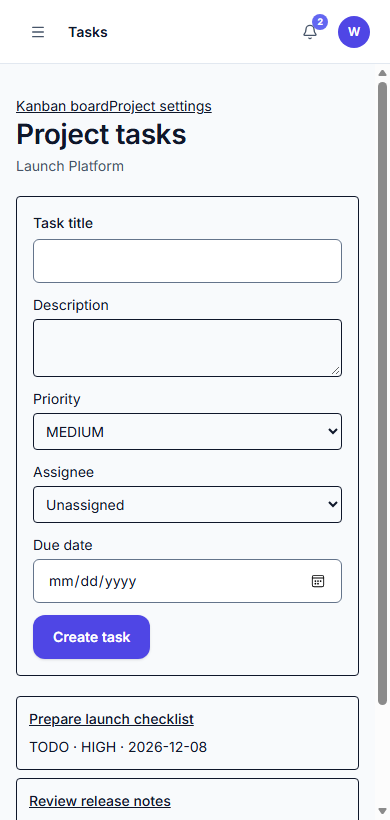 Tasks
2
W
Kanban boardProject settings
Project tasks
Launch Platform
Task title
Description
Priority
MEDIUM
Assignee
Unassigned
Due date
mm/dd/yyyy
Create task
Prepare launch checklist
TODO · HIGH · 2026-12-08
Review release notes